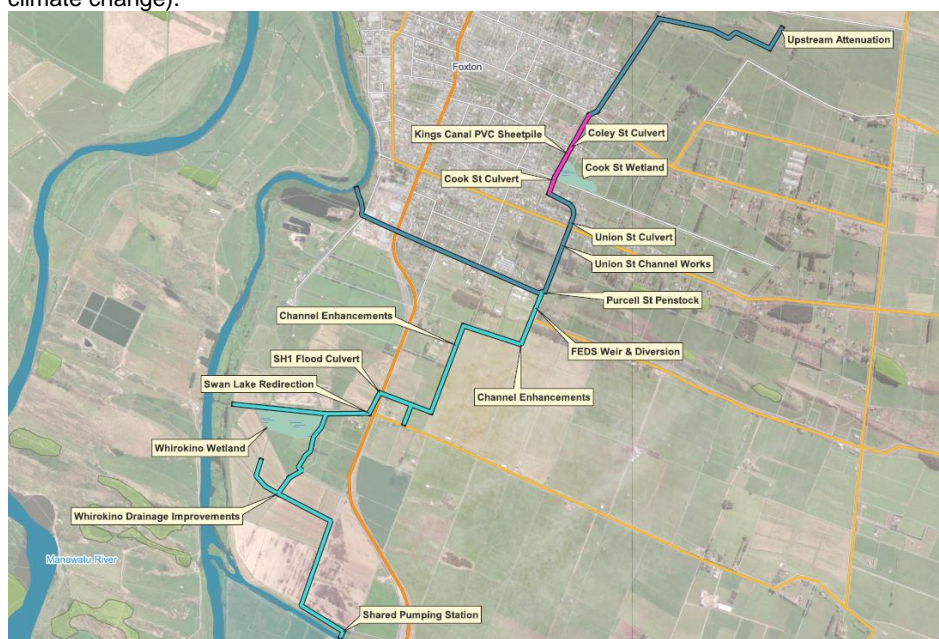 climate change).
Upstream Attenuation
Foxton
Kings Canal PVC Sheetpile
Coley St Culvert
Cook St Wetland
Cook St Culvert
Union St Culvert
Union St Channel Works
Purcell St Penstock
Channel Enhancements
FEDS Weir & Diversion
SH1 Flood Culvert
Swan Lake Redirection
Channel Enhancements
Whirokino Wetland
Whirokino Drainage Improvements
Manawatu River
Shared Pumping Station